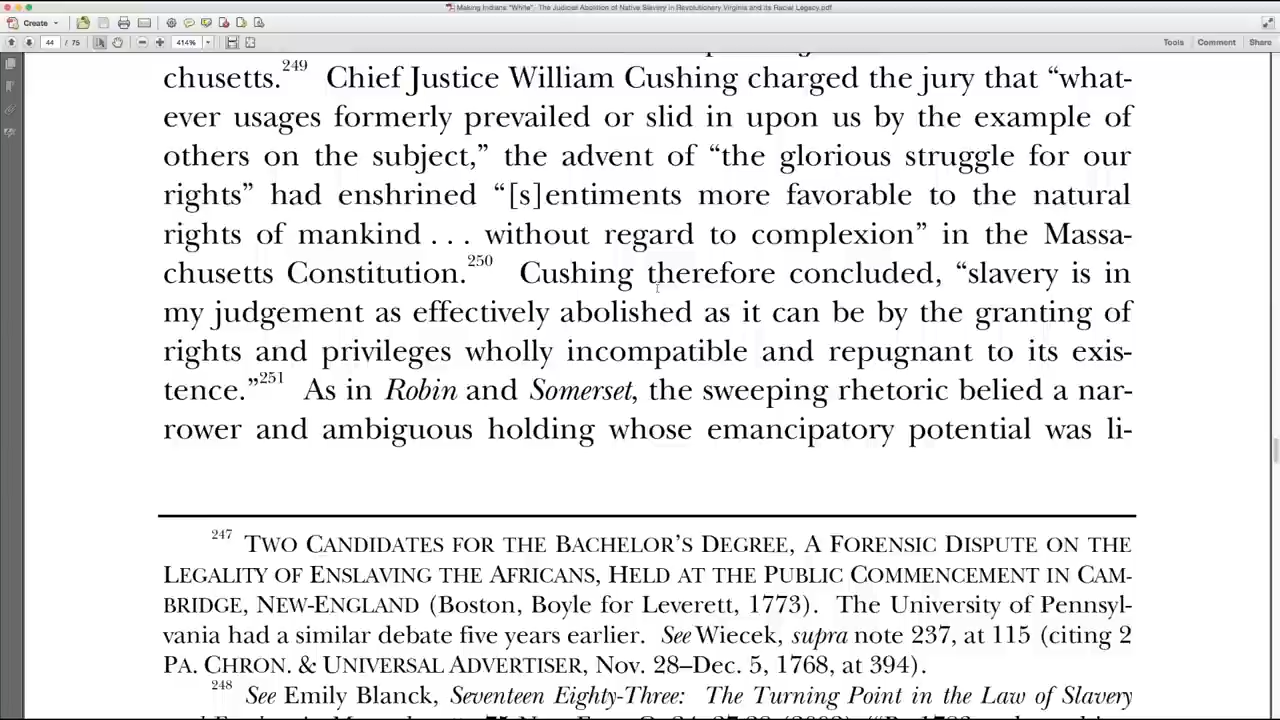 Making Indians "White": The Judicial Abolition of Native Slavery in Revolutionary Virginia and its Racial Legacy.pdf
Create
44 / 75
414%
Tools
Comment
Share
chusetts.249 Chief Justice William Cushing charged the jury that “what-
ever usages formerly prevailed or slid in upon us by the example of
others on the subject,” the advent of “the glorious struggle for our
rights” had enshrined “[s]entiments more favorable to the natural
rights of mankind . . . without regard to complexion” in the Massa-
chusetts Constitution.250 Cushing therefore concluded, “slavery is in
my judgement as effectively abolished as it can be by the granting of
rights and privileges wholly incompatible and repugnant to its exis-
tence.”251 As in Robin and Somerset, the sweeping rhetoric belied a nar-
rower and ambiguous holding whose emancipatory potential was li-
247 TWO CANDIDATES FOR THE BACHELOR’S DEGREE, A FORENSIC DISPUTE ON THE
LEGALITY OF ENSLAVING THE AFRICANS, HELD AT THE PUBLIC COMMENCEMENT IN CAM-
BRIDGE, NEW-ENGLAND (Boston, Boyle for Leverett, 1773). The University of Pennsyl-
vania had a similar debate five years earlier. See Wiecek, supra note 237, at 115 (citing 2
PA. CHRON. & UNIVERSAL ADVERTISER, Nov. 28–Dec. 5, 1768, at 394).
248 See Emily Blanck, Seventeen Eighty-Three: The Turning Point in the Law of Slavery